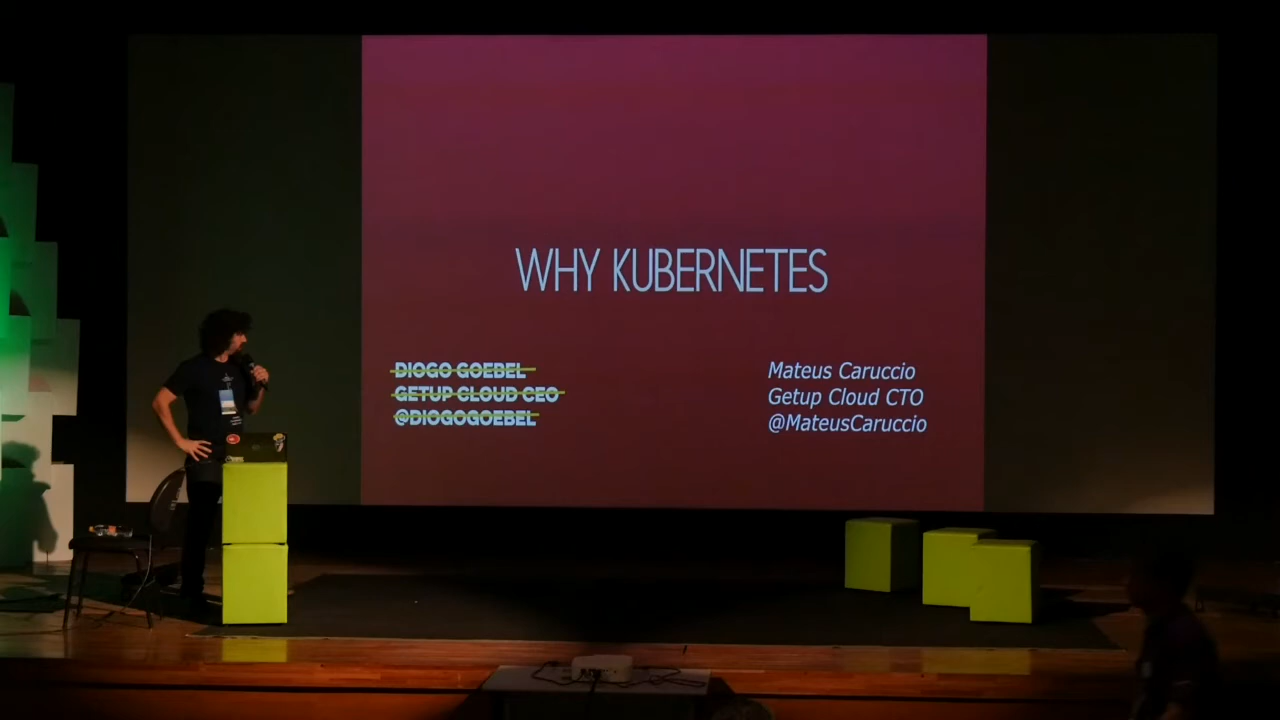 WHY KUBERNETES
DIOGO GOEBEL
GETUP CLOUD CEO
@DIOGOGOEBEL
Mateus Caruccio
Getup Cloud CTO
@MateusCaruccio